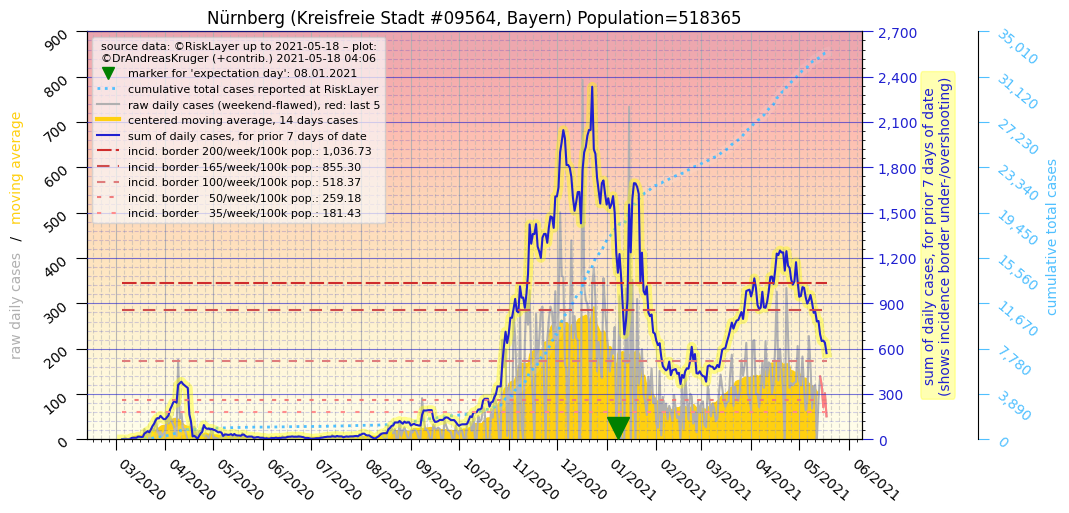 Nürnberg (Kreisfreie Stadt #09564, Bayern) Population=518365
source data: ©RiskLayer up to 2021-05-18 – plot:
©DrAndreasKruger (+contrib.) 2021-05-18 04:06
marker for 'expectation day': 08.01.2021
cumulative total cases reported at RiskLayer
raw daily cases (weekend-flawed), red: last 5
centered moving average, 14 days cases
sum of daily cases, for prior 7 days of date
incid. border 200/week/100k pop.: 1,036.73
incid. border 165/week/100k pop.: 855.30
incid. border 100/week/100k pop.: 518.37
incid. border   50/week/100k pop.: 259.18
incid. border   35/week/100k pop.: 181.43
raw daily cases / moving average
900
800
700
600
500
400
300
200
100
0
03/2020
04/2020
05/2020
06/2020
07/2020
08/2020
09/2020
10/2020
11/2020
12/2020
01/2021
02/2021
03/2021
04/2021
05/2021
06/2021
2,700
2,400
2,100
1,800
1,500
1,200
900
600
300
0
sum of daily cases, for prior 7 days of date
(shows incidence border under-/overshooting)
35,010
31,120
27,230
23,340
19,450
15,560
11,670
7,780
3,890
0
cumulative total cases